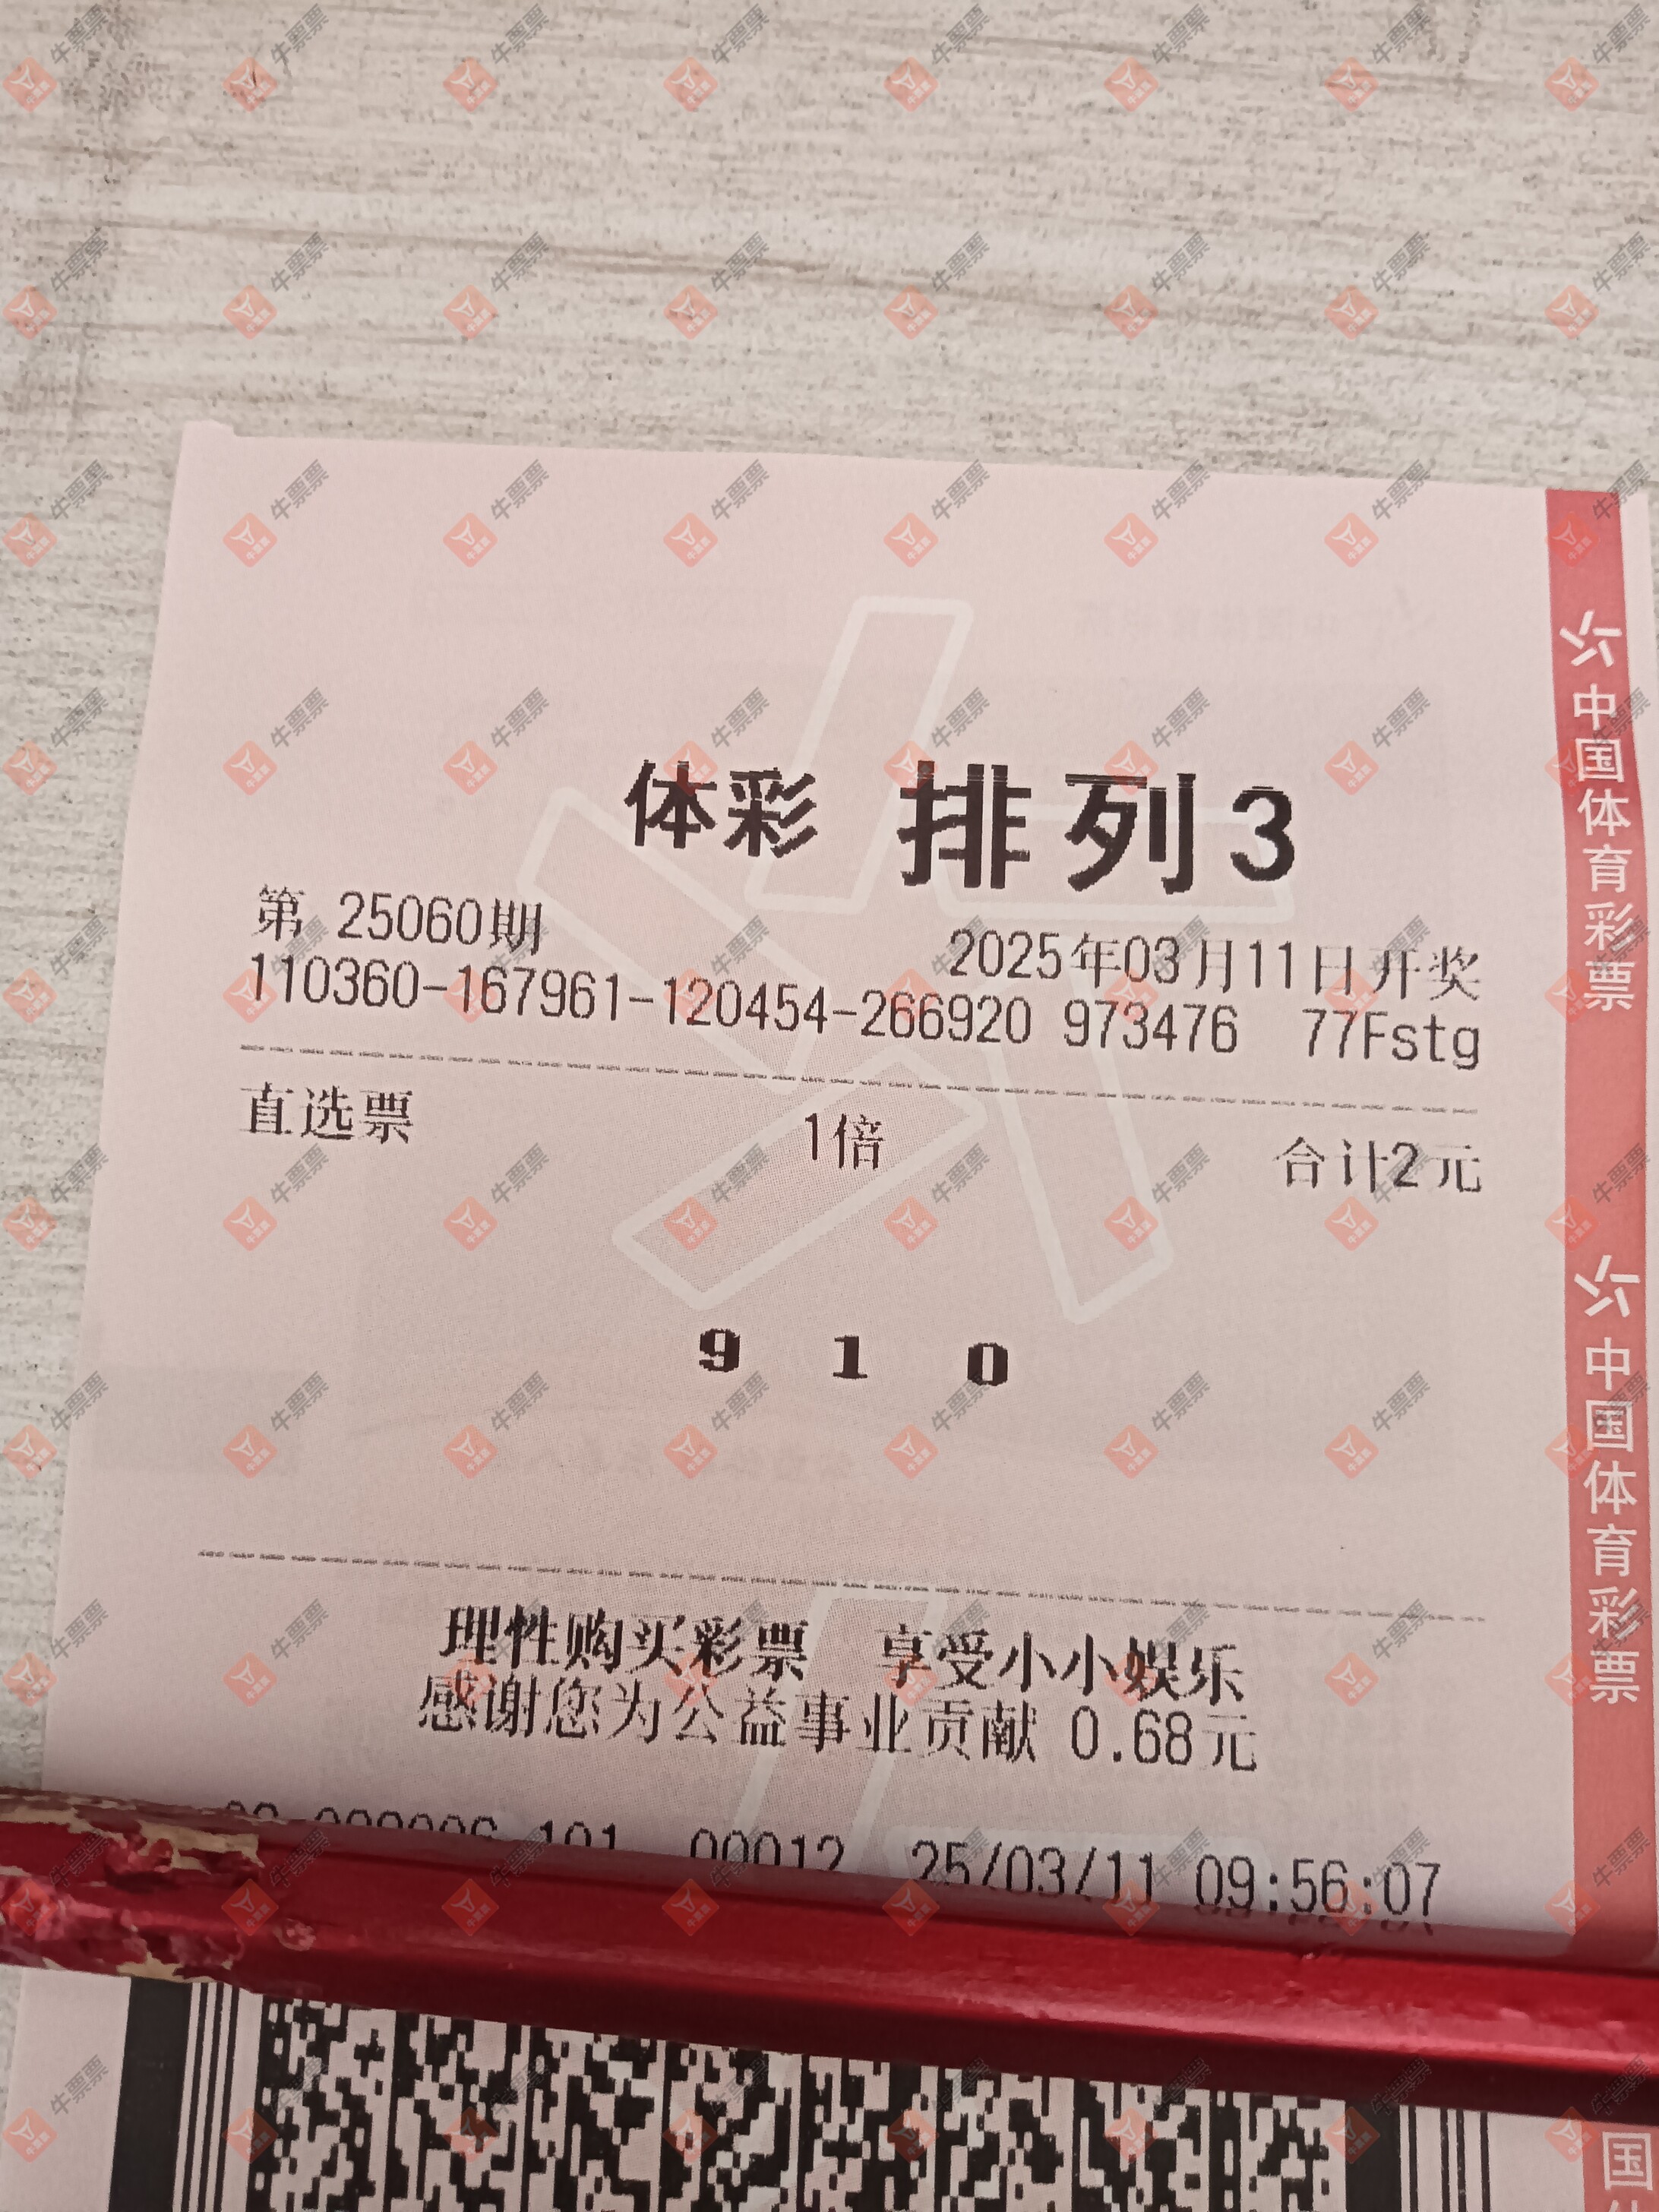 体彩 排列3
第 25060期 2025年03月11日开奖
110360-167961-120454-266920 973476 77Fstg
直选票 1倍 合计2元
9 1 0
理性购买彩票 享受小小娱乐
感谢您为公益事业贡献 0.68元
101 00012 25/03/11 09:56:07
中国体育彩票
中国体育彩票
国
牛票票